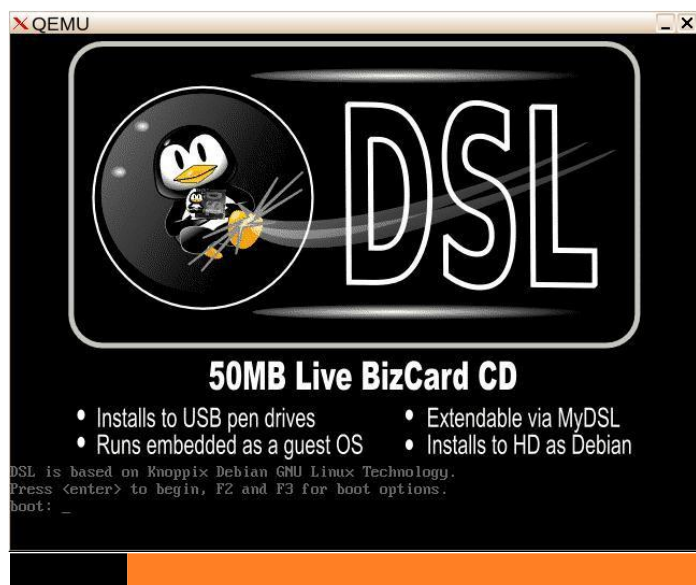 QEMU
DSL
50MB Live BizCard CD
• Installs to USB pen drives
• Extendable via MyDSL
• Runs embedded as a guest OS
• Installs to HD as Debian
DSL is based on Knoppix Debian GNU Linux Technology.
Press <enter> to begin, F2 and F3 for boot options.
boot: _